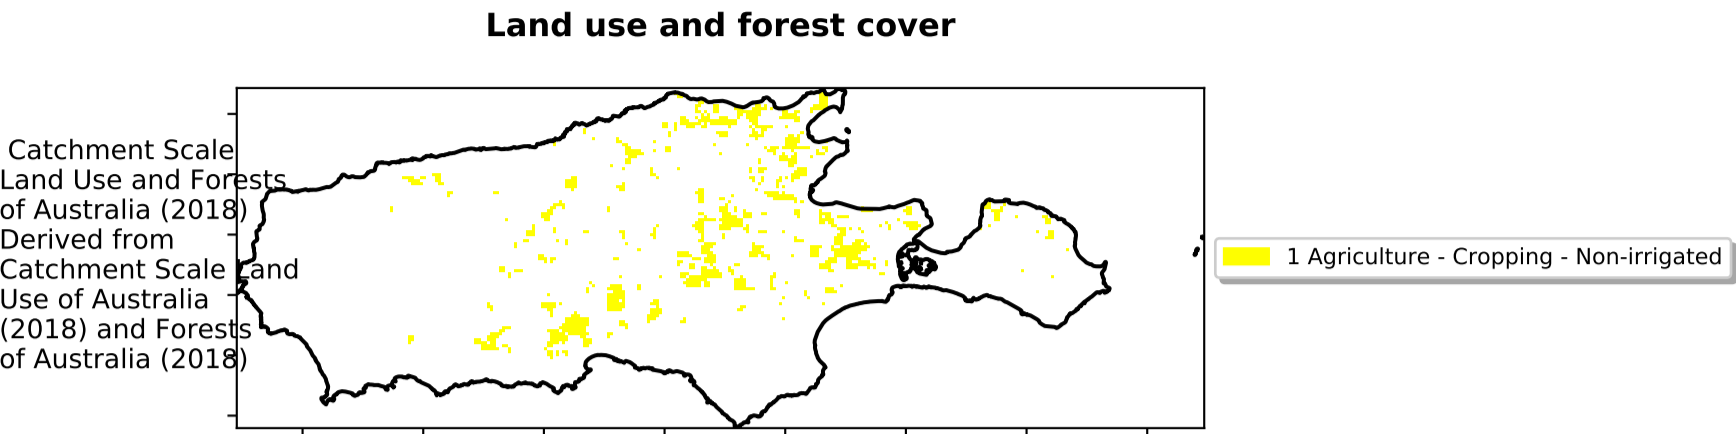 Land use and forest cover
Catchment Scale
Land Use and Forests
of Australia (2018)
Derived from
Catchment Scale Land
Use of Australia
(2018) and Forests
of Australia (2018)
1 Agriculture - Cropping - Non-irrigated